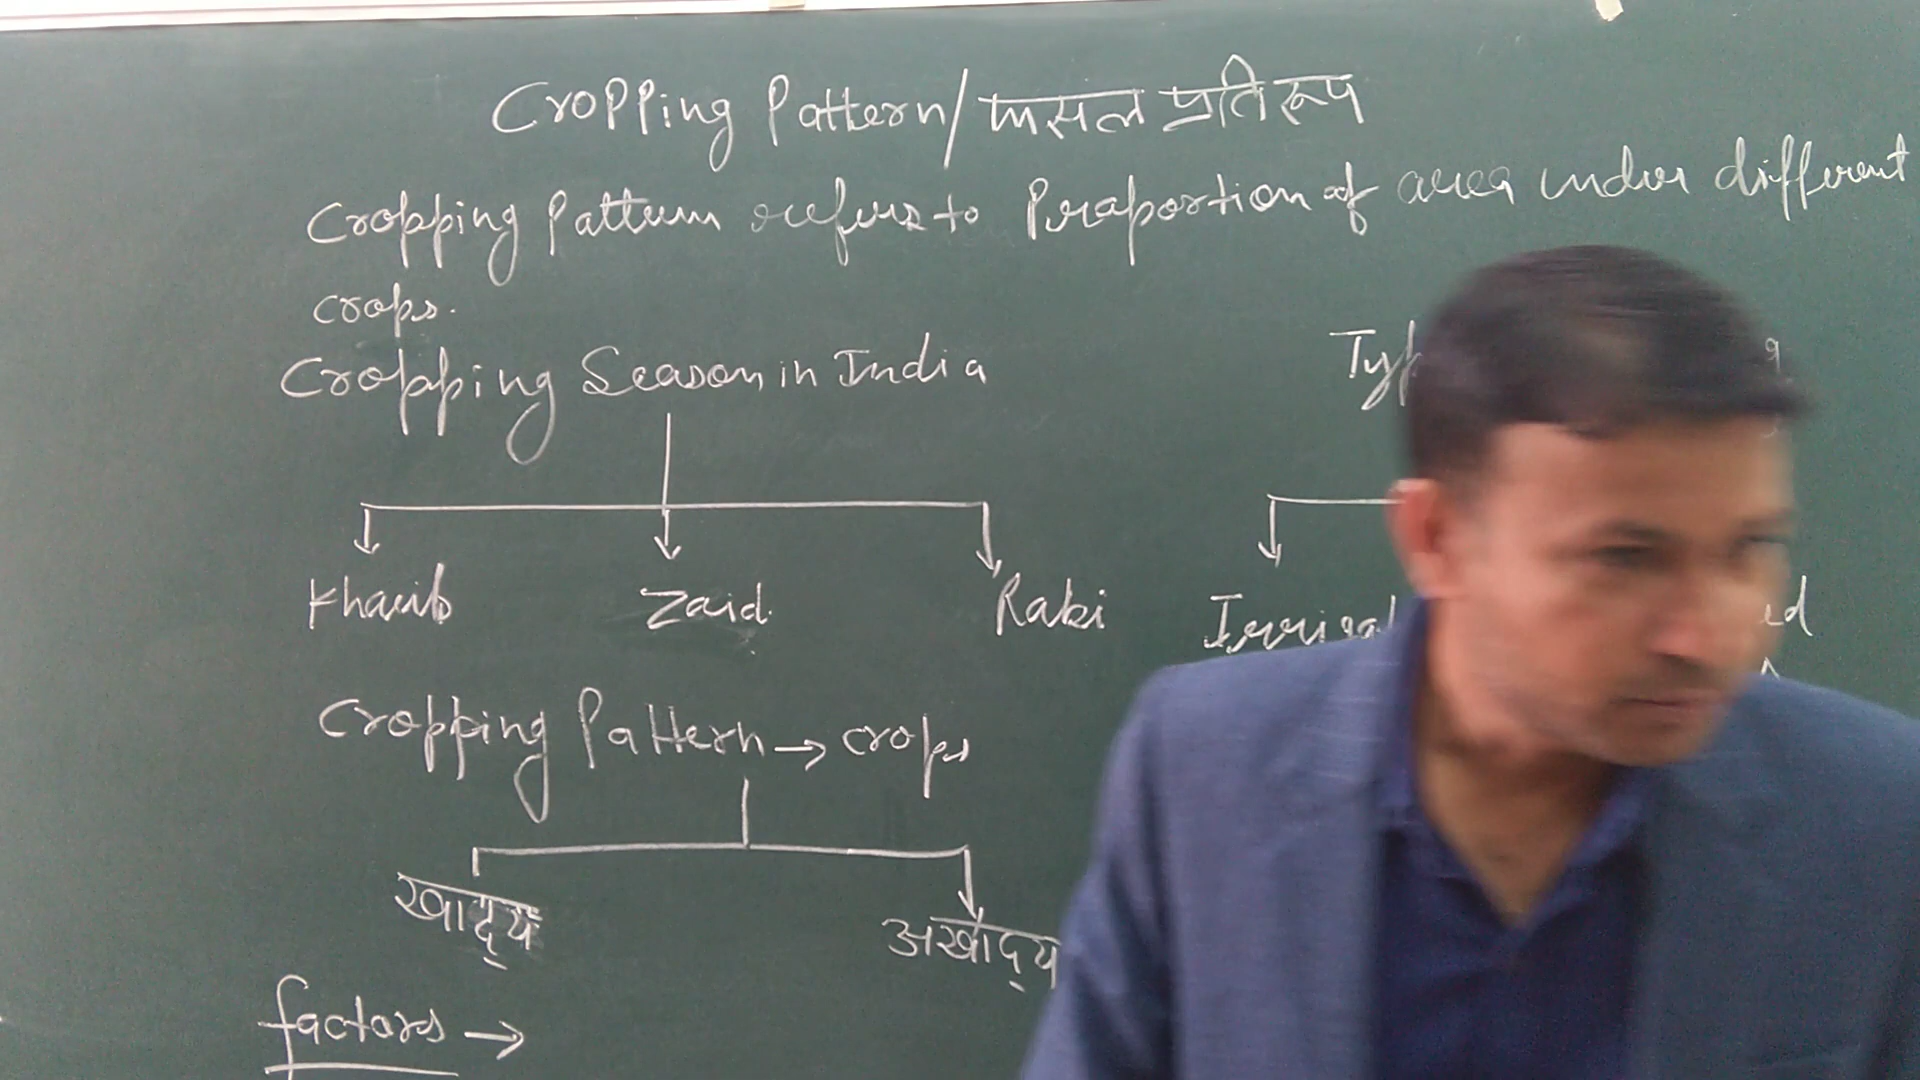 Cropping Pattern/फसल प्रतिरूप
Cropping Pattern refers to Proportion of area under different
crops.
Cropping Season in India
Kharib
Zaid
Rabi
Cropping Pattern → crops
खाद्य
अखाद्य
factors →